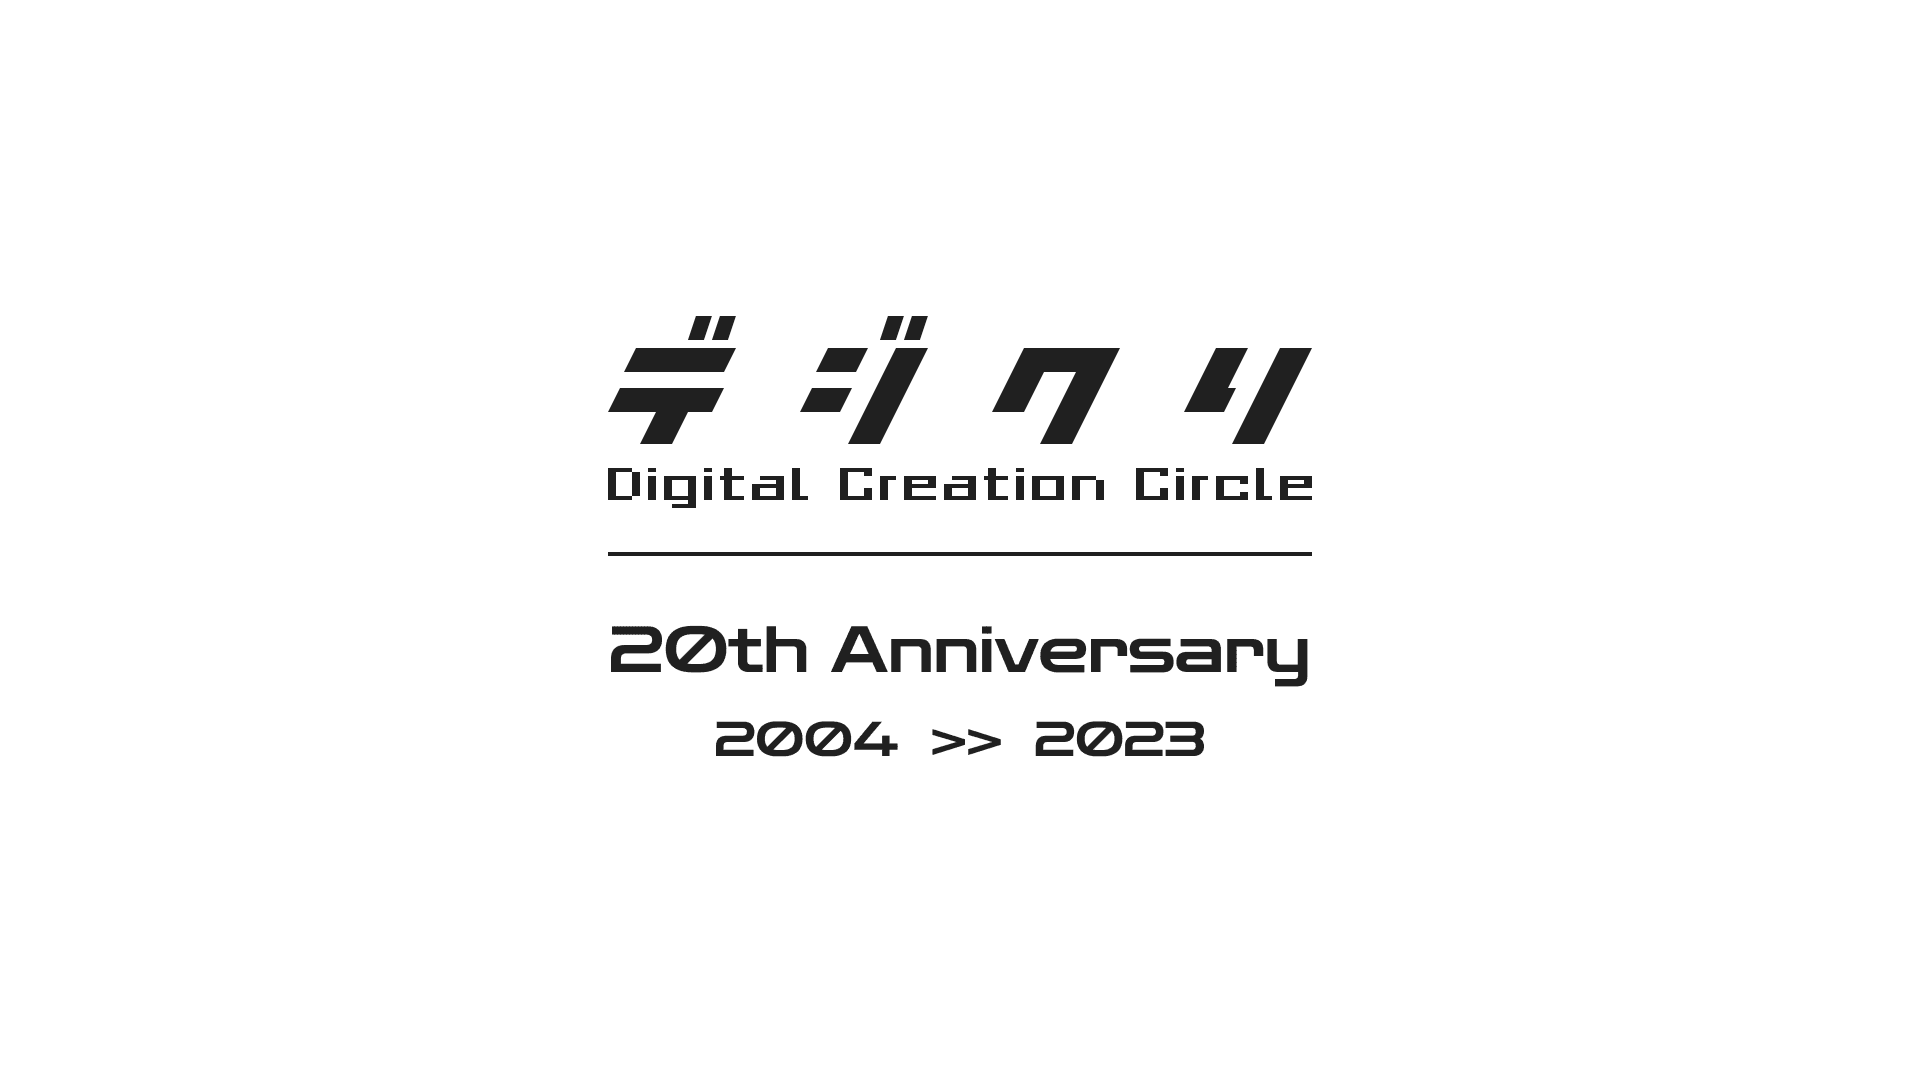 デジクリ
Digital Creation Circle
20th Anniversary
2004 >> 2023